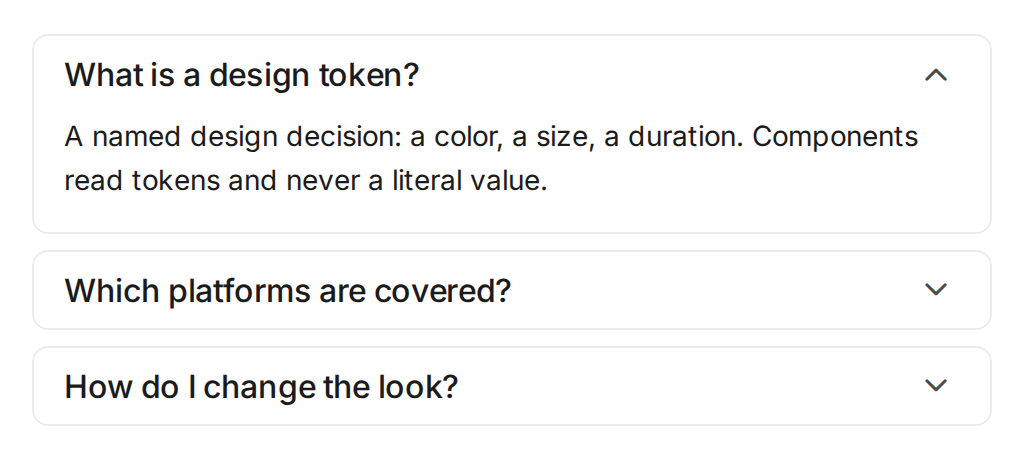 What is a design token?
A named design decision: a color, a size, a duration. Components
read tokens and never a literal value.
Which platforms are covered?
How do I change the look?